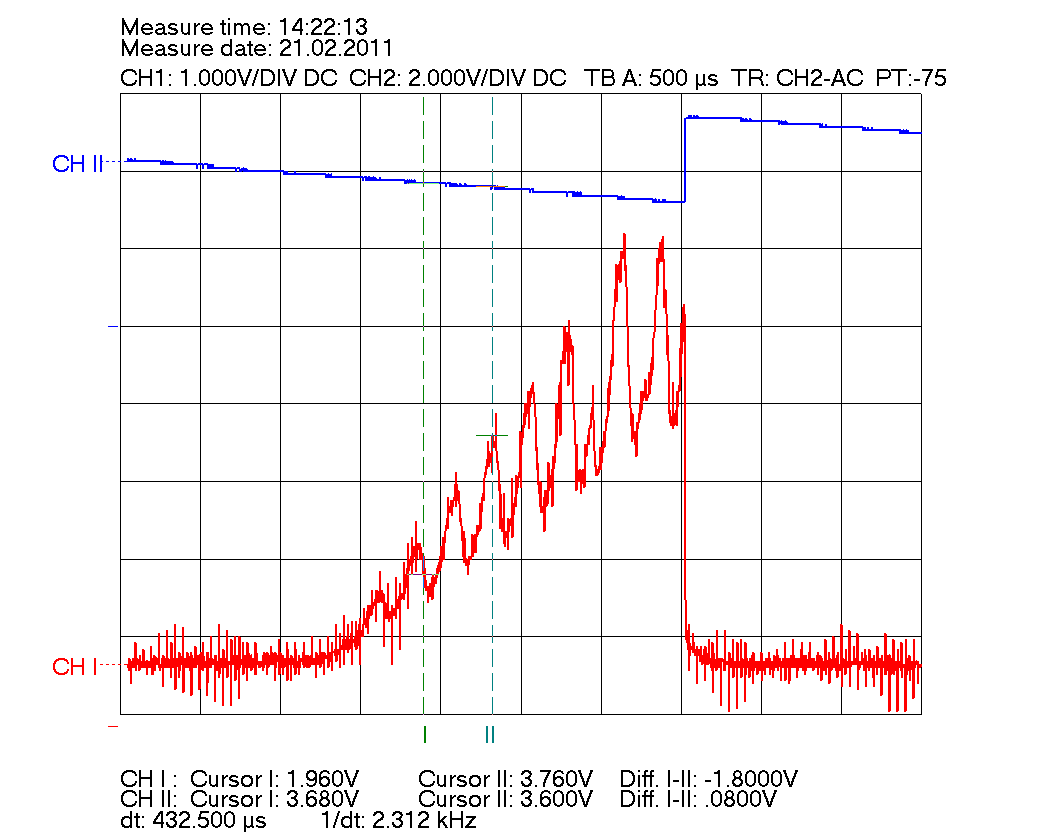 Measure time: 14:22:13
Measure date: 21.02.2011
CH1: 1.000V/DIV DC CH2: 2.000V/DIV DC TB A: 500 µs TR: CH2-AC PT:-75
CH II
CH I
I II
CH I : Cursor I: 1.960V Cursor II: 3.760V Diff. I-II: -1.8000V
CH II: Cursor I: 3.680V Cursor II: 3.600V Diff. I-II: .0800V
dt: 432.500 µs 1/dt: 2.312 kHz